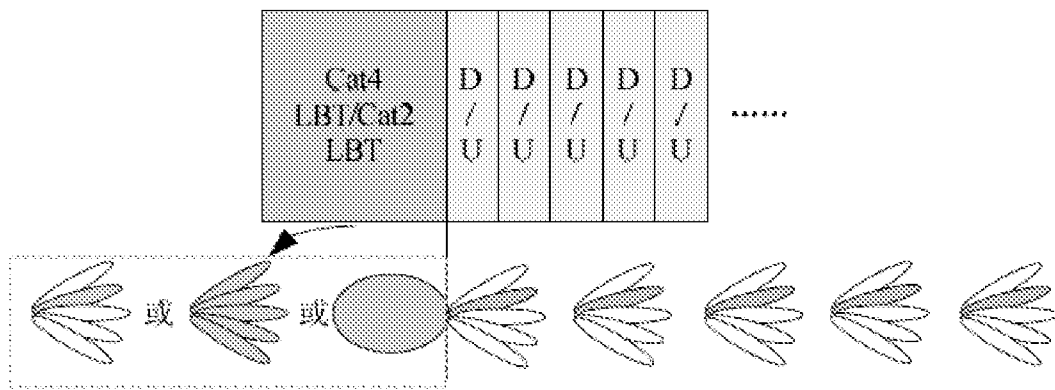 Cat4
LBT/Cat2
LBT
D
/
U
D
/
U
D
/
U
D
/
U
D
/
U
......
或
或